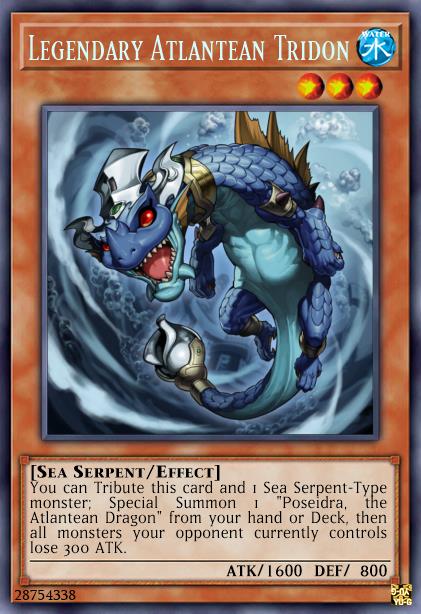 Legendary Atlantean Tridon
WATER
水
[Sea Serpent/Effect]
You can Tribute this card and 1 Sea Serpent-Type
monster; Special Summon 1 "Poseidra, the
Atlantean Dragon" from your hand or Deck, then
all monsters your opponent currently controls
lose 300 ATK.
ATK/1600 DEF/ 800
28754338